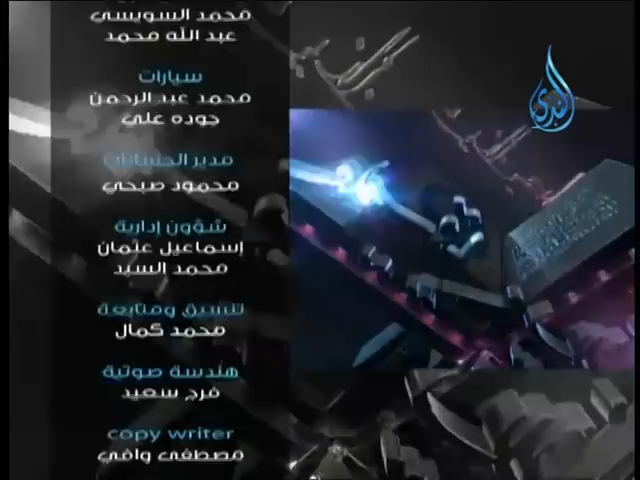 محمد السويسي
عبد الله محمد
سيارات
محمد عبد الرحمن
جوده علي
مدير الحسابات
محمود صبحي
شؤون إدارية
إسماعيل عثمان
محمد السيد
تنسيق ومتابعة
محمد كمال
هندسة صوتية
فرج سعيد
copy writer
مصطفى وافي
الندى